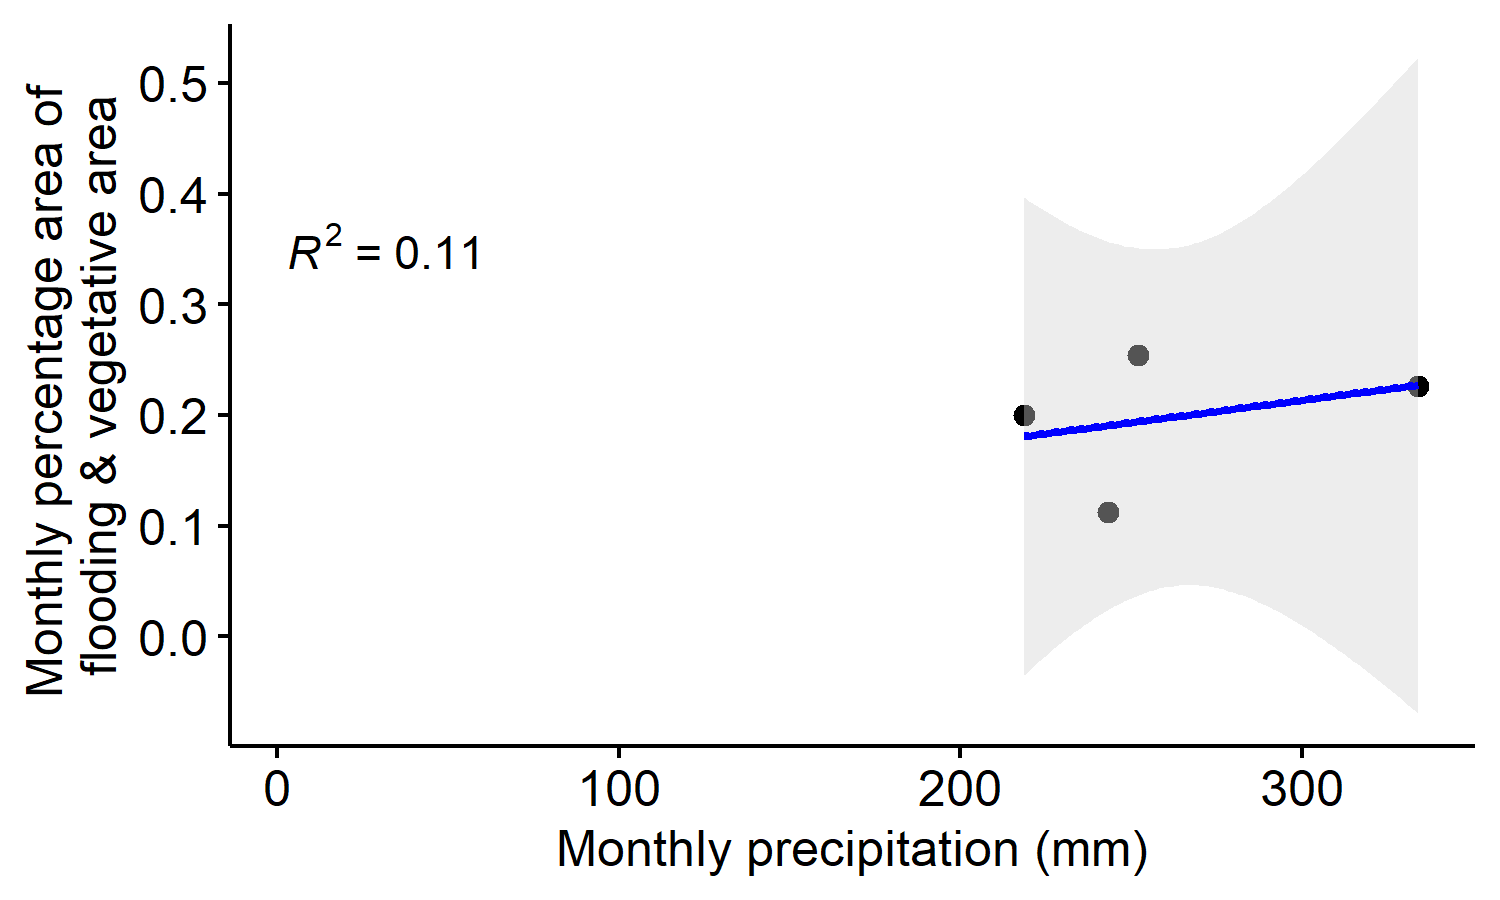 Monthly percentage area of
flooding & vegetative area
0.5
0.4
0.3
0.2
0.1
0.0
R² = 0.11
0 100 200 300
Monthly precipitation (mm)